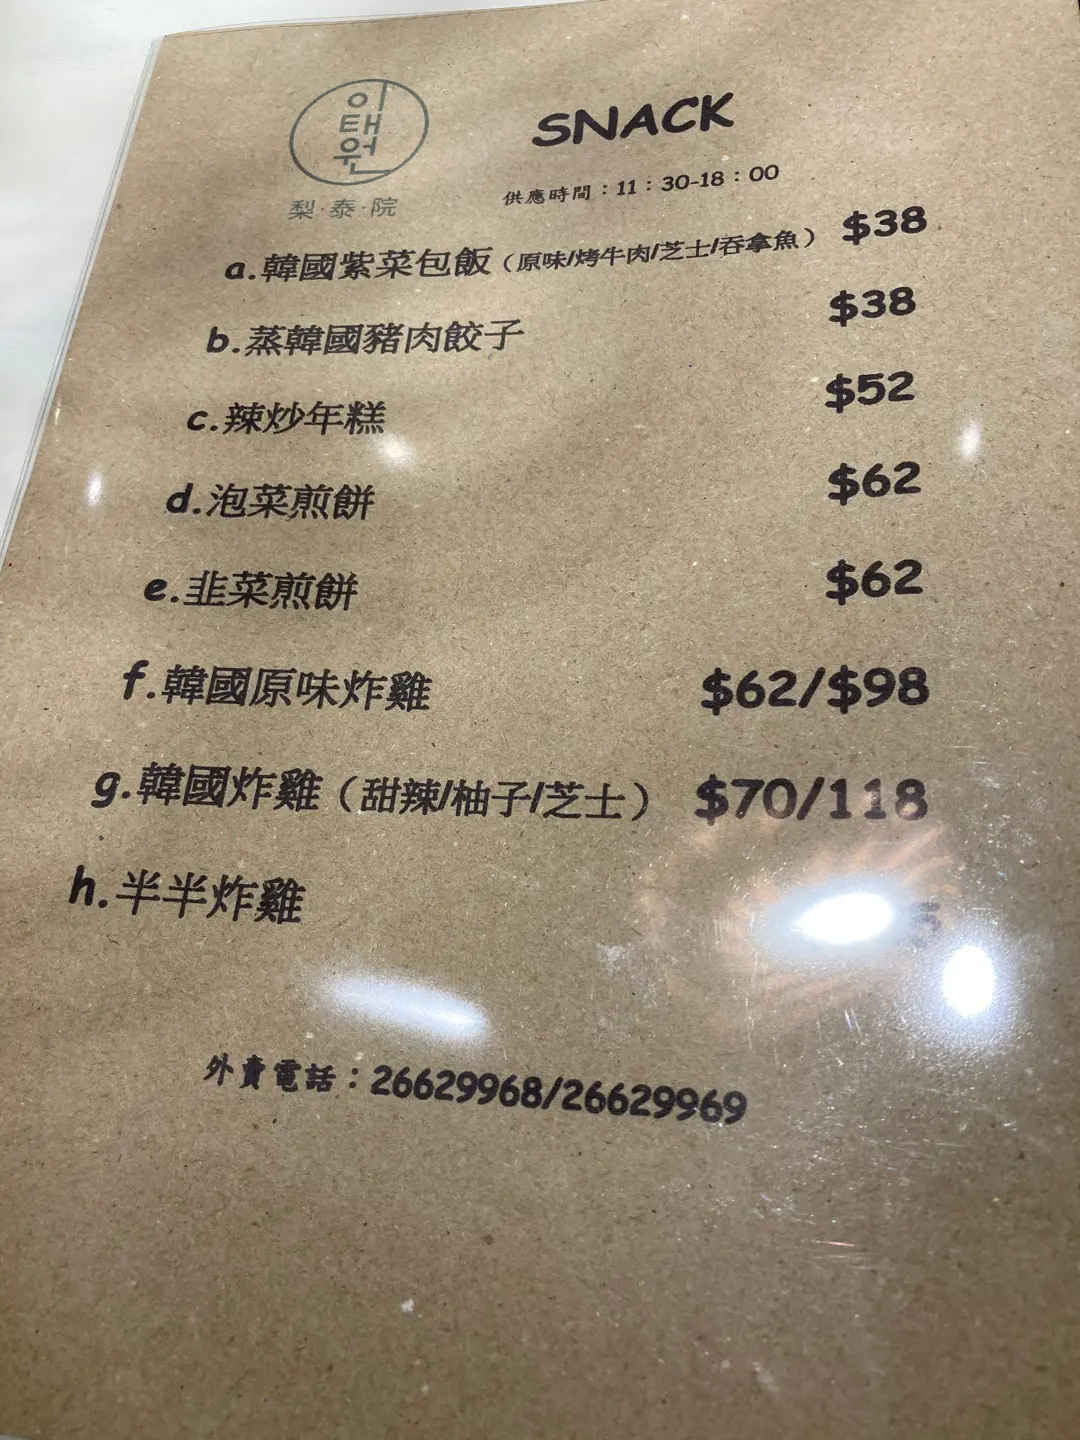 이태원
梨·泰·院
SNACK
供應時間：11：30-18：00
a.韓國紫菜包飯（原味/烤牛肉/芝士/吞拿魚） $38
b.蒸韓國豬肉餃子 $38
c.辣炒年糕 $52
d.泡菜煎餅 $62
e.韭菜煎餅 $62
f.韓國原味炸雞 $62/$98
g.韓國炸雞（甜辣/柚子/芝士） $70/118
h.半半炸雞
外賣電話：26629968/26629969